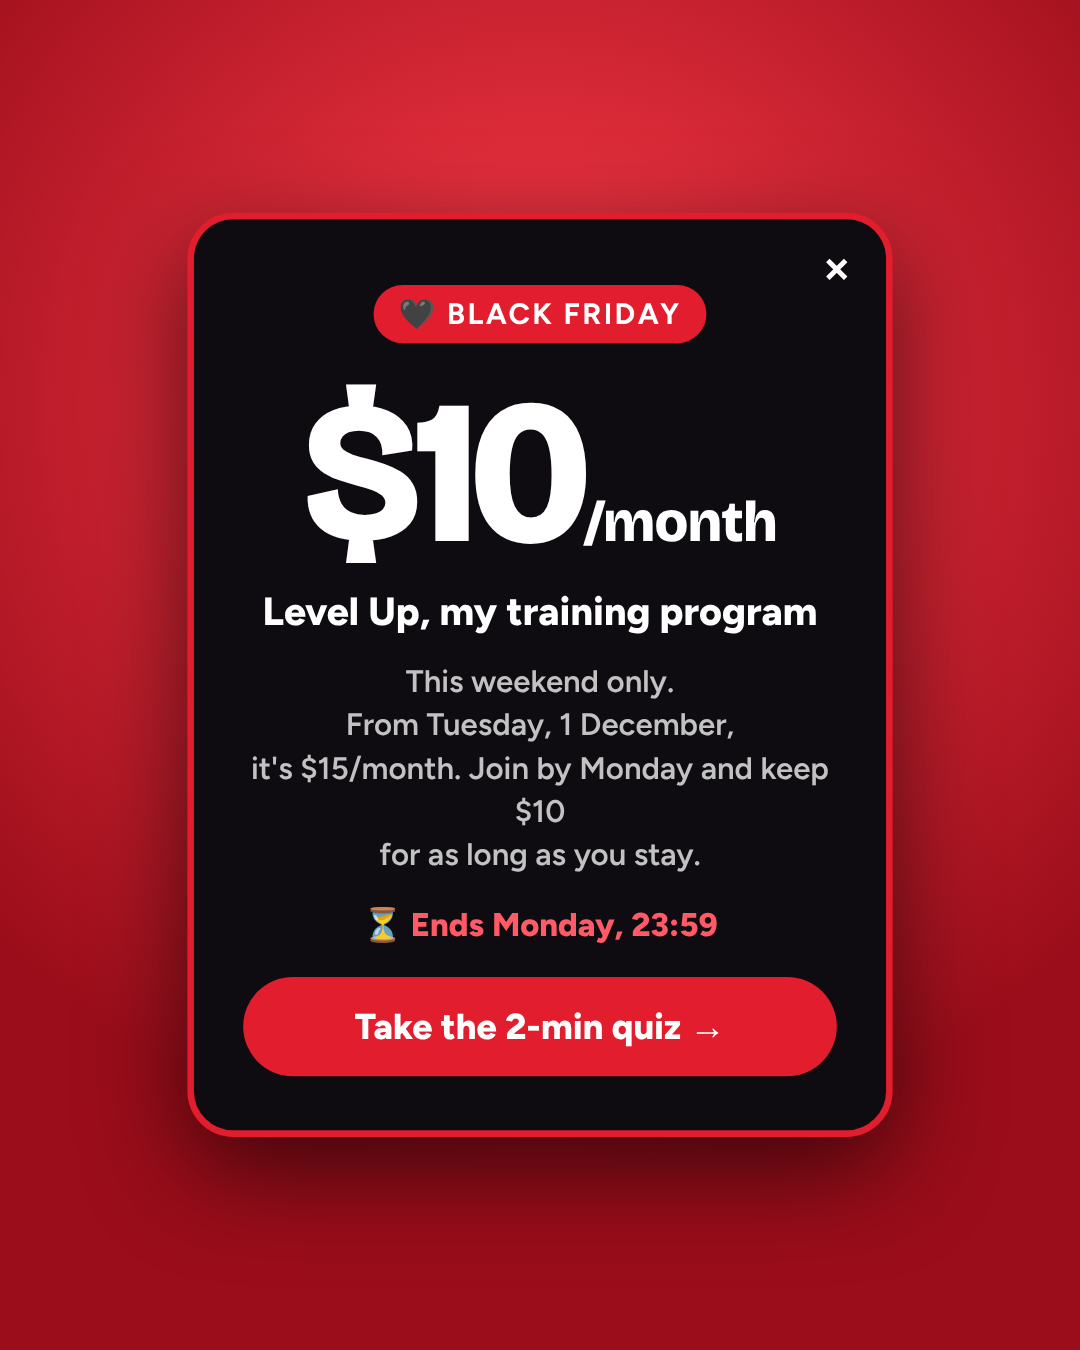 ×
🖤 BLACK FRIDAY
$10/month
Level Up, my training program
This weekend only.
From Tuesday, 1 December,
it's $15/month. Join by Monday and keep
$10
for as long as you stay.
⏳ Ends Monday, 23:59
Take the 2-min quiz →